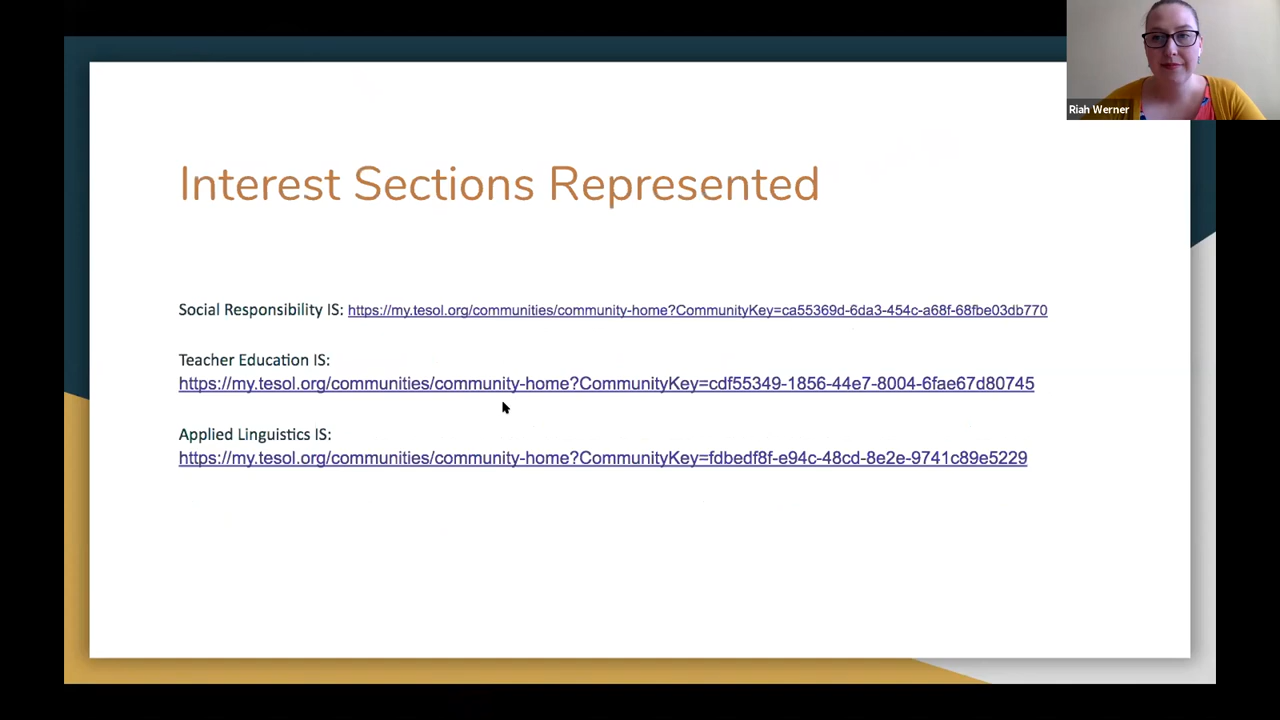 Riah Werner
Interest Sections Represented
Social Responsibility IS: https://my.tesol.org/communities/community-home?CommunityKey=ca55369d-6da3-454c-a68f-68fbe03db770
Teacher Education IS:
https://my.tesol.org/communities/community-home?CommunityKey=cdf55349-1856-44e7-8004-6fae67d80745
Applied Linguistics IS:
https://my.tesol.org/communities/community-home?CommunityKey=fdbedf8f-e94c-48cd-8e2e-9741c89e5229